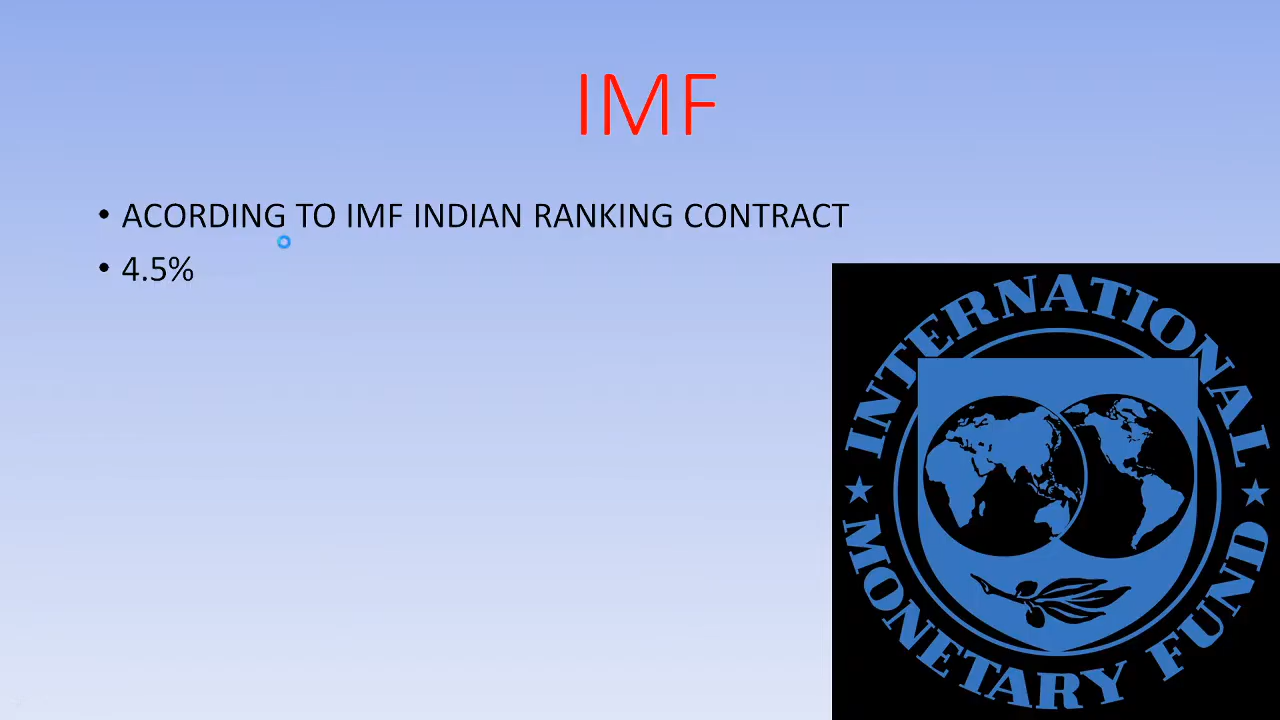 IMF
• ACORDING TO IMF INDIAN RANKING CONTRACT
• 4.5%
INTERNATIONAL
MONETARY FUND